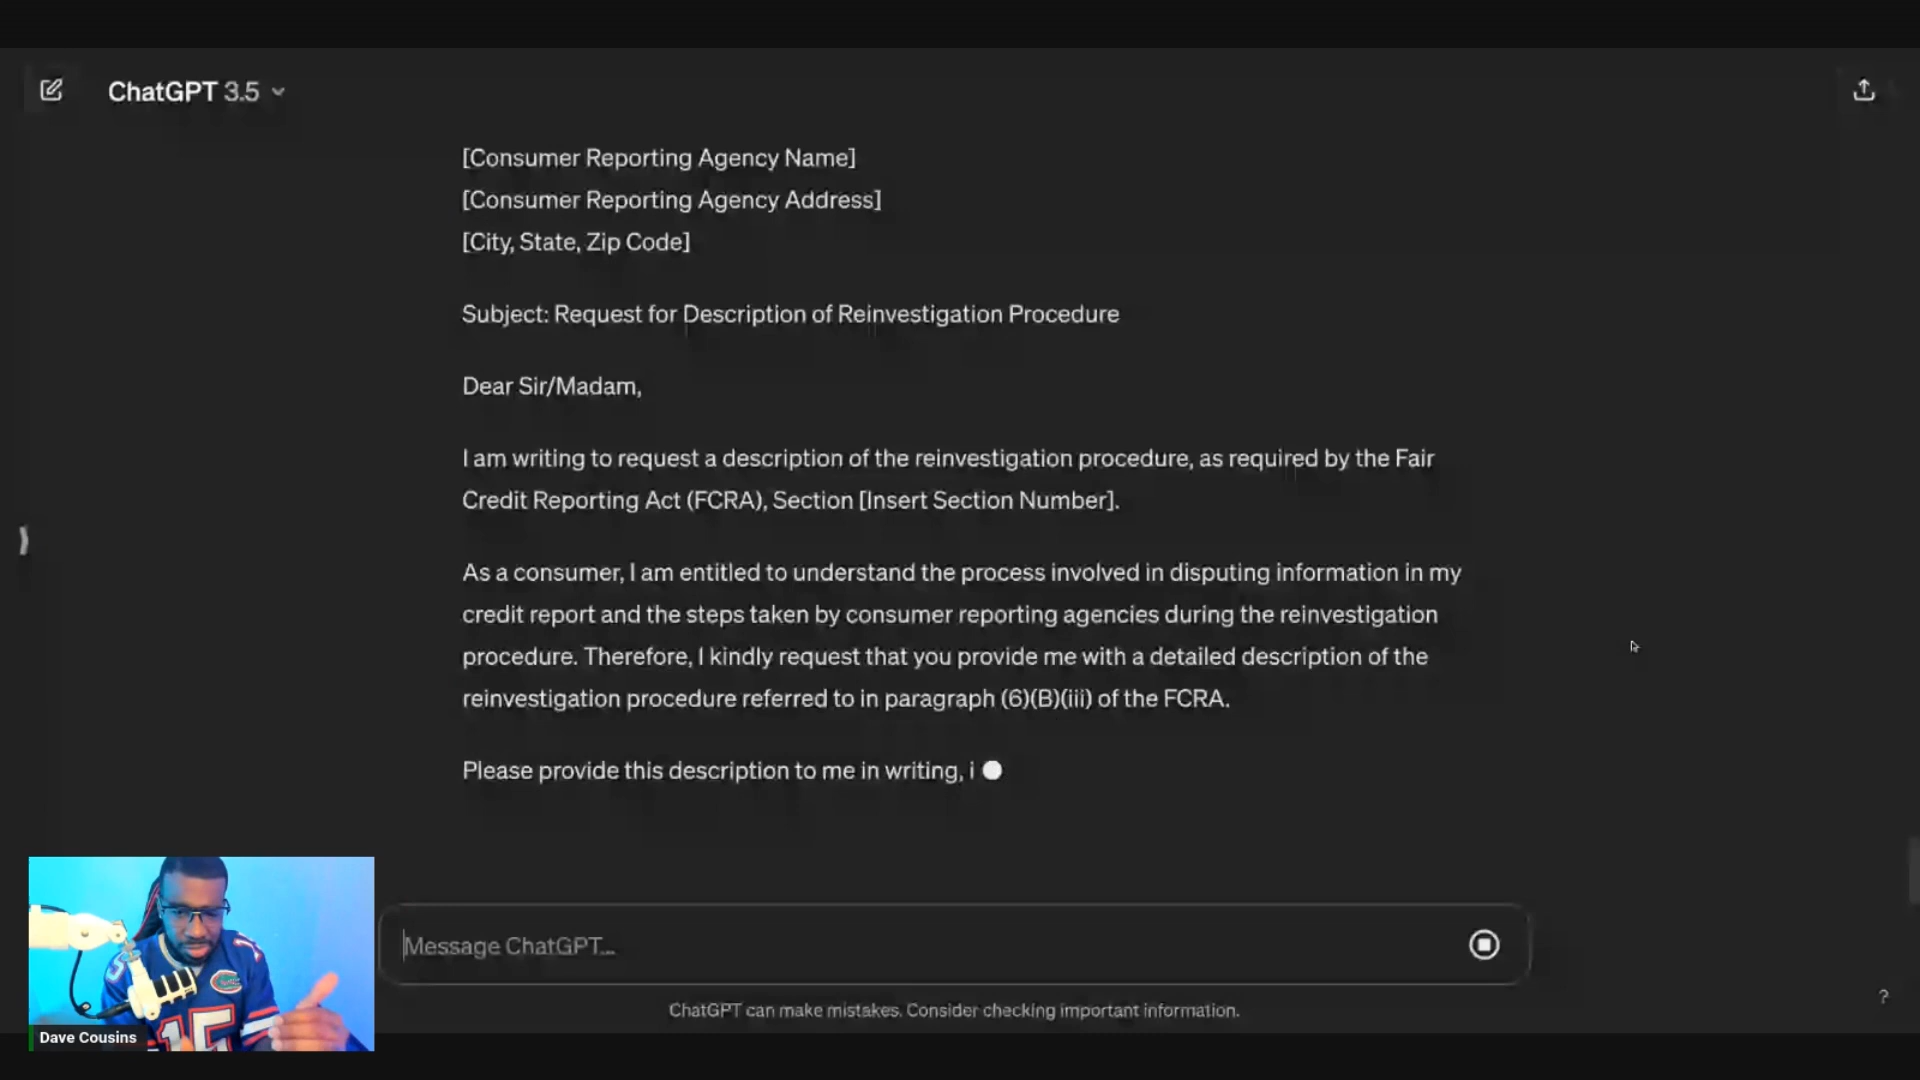 ChatGPT 3.5
[Consumer Reporting Agency Name]
[Consumer Reporting Agency Address]
[City, State, Zip Code]
Subject: Request for Description of Reinvestigation Procedure
Dear Sir/Madam,
I am writing to request a description of the reinvestigation procedure, as required by the Fair
Credit Reporting Act (FCRA), Section [Insert Section Number].
As a consumer, I am entitled to understand the process involved in disputing information in my
credit report and the steps taken by consumer reporting agencies during the reinvestigation
procedure. Therefore, I kindly request that you provide me with a detailed description of the
reinvestigation procedure referred to in paragraph (6)(B)(iii) of the FCRA.
Please provide this description to me in writing, i
Message ChatGPT...
ChatGPT can make mistakes. Consider checking important information.
?
15
Dave Cousins